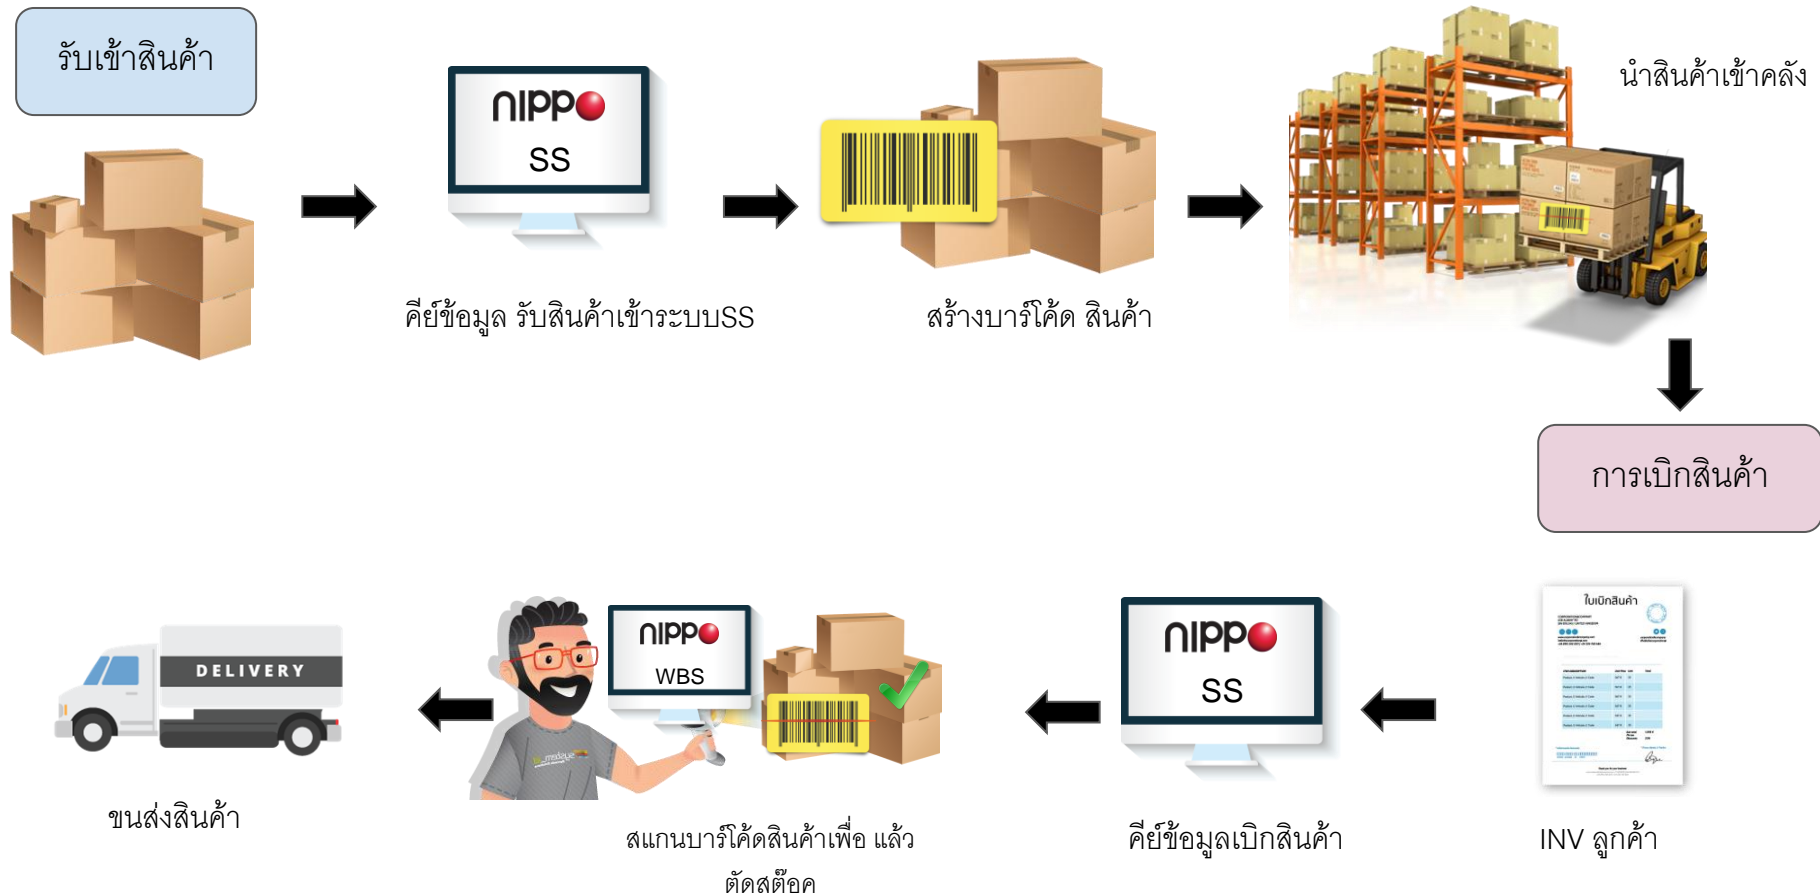 รับเข้าสินค้า
nippo
SS
คีย์ข้อมูล รับสินค้าเข้าระบบSS
สร้างบาร์โค้ด สินค้า
นำสินค้าเข้าคลัง
การเบิกสินค้า
ใบเบิกสินค้า
INV ลูกค้า
nippo
SS
คีย์ข้อมูลเบิกสินค้า
nippo
WBS
สแกนบาร์โค้ดสินค้าเพื่อ แล้ว
ตัดสต๊อค
DELIVERY
ขนส่งสินค้า